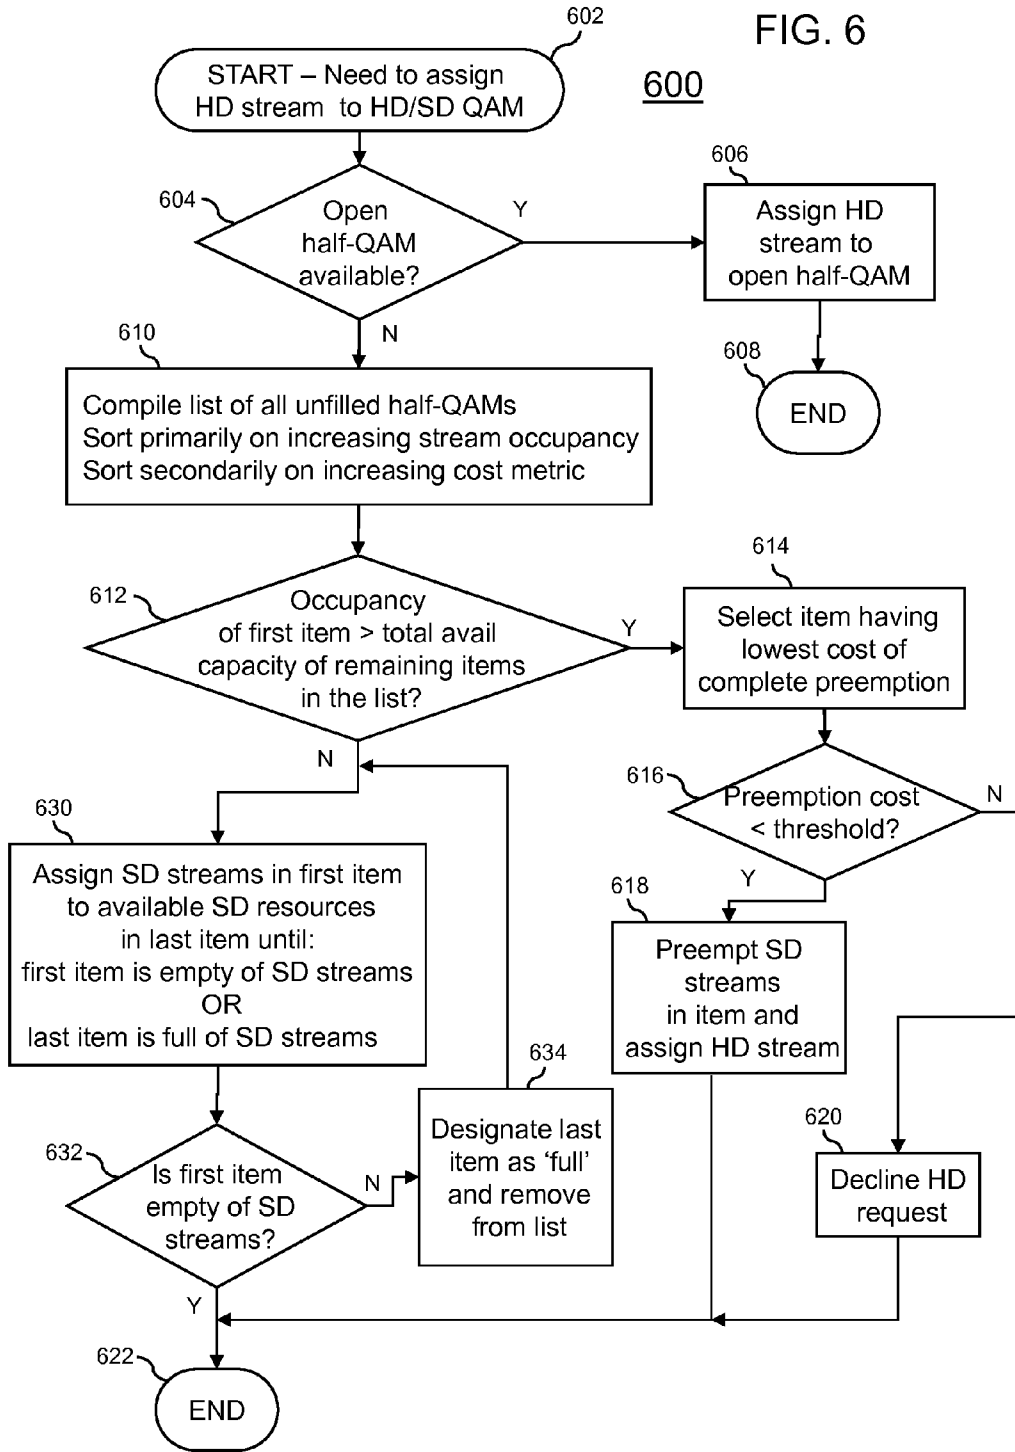 FIG. 6
600
602
START – Need to assign
HD stream to HD/SD QAM
604
Open
half-QAM
available?
Y
N
606
Assign HD
stream to
open half-QAM
608
END
610
Compile list of all unfilled half-QAMs
Sort primarily on increasing stream occupancy
Sort secondarily on increasing cost metric
612
Occupancy
of first item > total avail
capacity of remaining items
in the list?
Y
N
614
Select item having
lowest cost of
complete preemption
616
Preemption cost
< threshold?
N
Y
618
Preempt SD
streams
in item and
assign HD stream
620
Decline HD
request
630
Assign SD streams in first item
to available SD resources
in last item until:
first item is empty of SD streams
OR
last item is full of SD streams
632
Is first item
empty of SD
streams?
N
Y
634
Designate last
item as ‘full’
and remove
from list
622
END